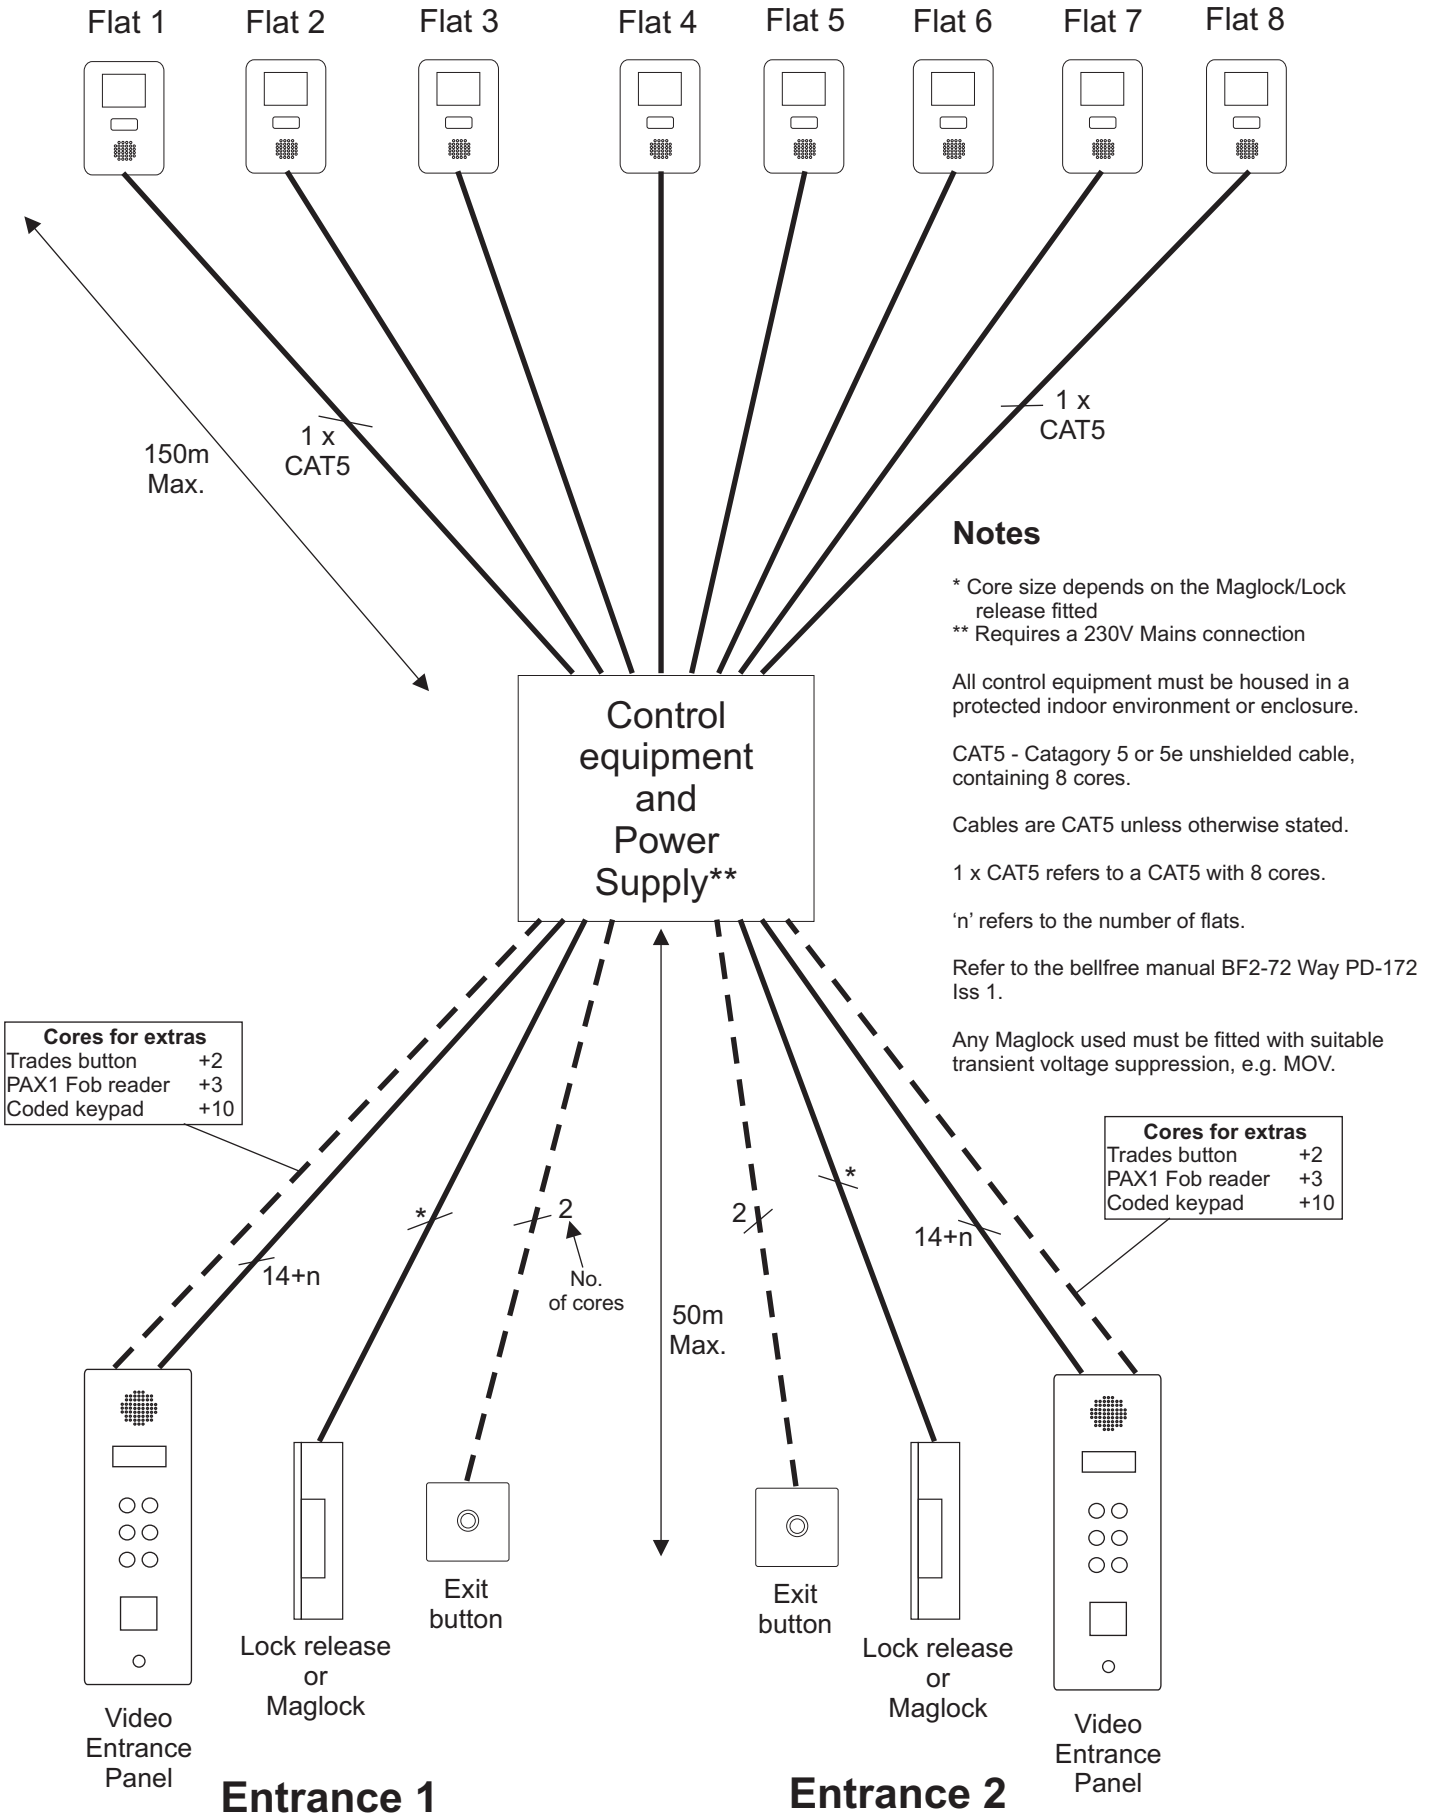 Flat 1
Flat 2
Flat 3
Flat 4
Flat 5
Flat 6
Flat 7
Flat 8
150m
Max.
1 x
CAT5
1 x
CAT5
Notes
* Core size depends on the Maglock/Lock
release fitted
** Requires a 230V Mains connection
All control equipment must be housed in a
protected indoor environment or enclosure.
CAT5 - Catagory 5 or 5e unshielded cable,
containing 8 cores.
Cables are CAT5 unless otherwise stated.
1 x CAT5 refers to a CAT5 with 8 cores.
‘n’ refers to the number of flats.
Refer to the bellfree manual BF2-72 Way PD-172
Iss 1.
Any Maglock used must be fitted with suitable
transient voltage suppression, e.g. MOV.
Control
equipment
and
Power
Supply**
Cores for extras
Trades button +2
PAX1 Fob reader +3
Coded keypad +10
Cores for extras
Trades button +2
PAX1 Fob reader +3
Coded keypad +10
14+n
*
2
No.
of cores
50m
Max.
2
*
14+n
Video
Entrance
Panel
Lock release
or
Maglock
Exit
button
Exit
button
Lock release
or
Maglock
Video
Entrance
Panel
Entrance 1
Entrance 2